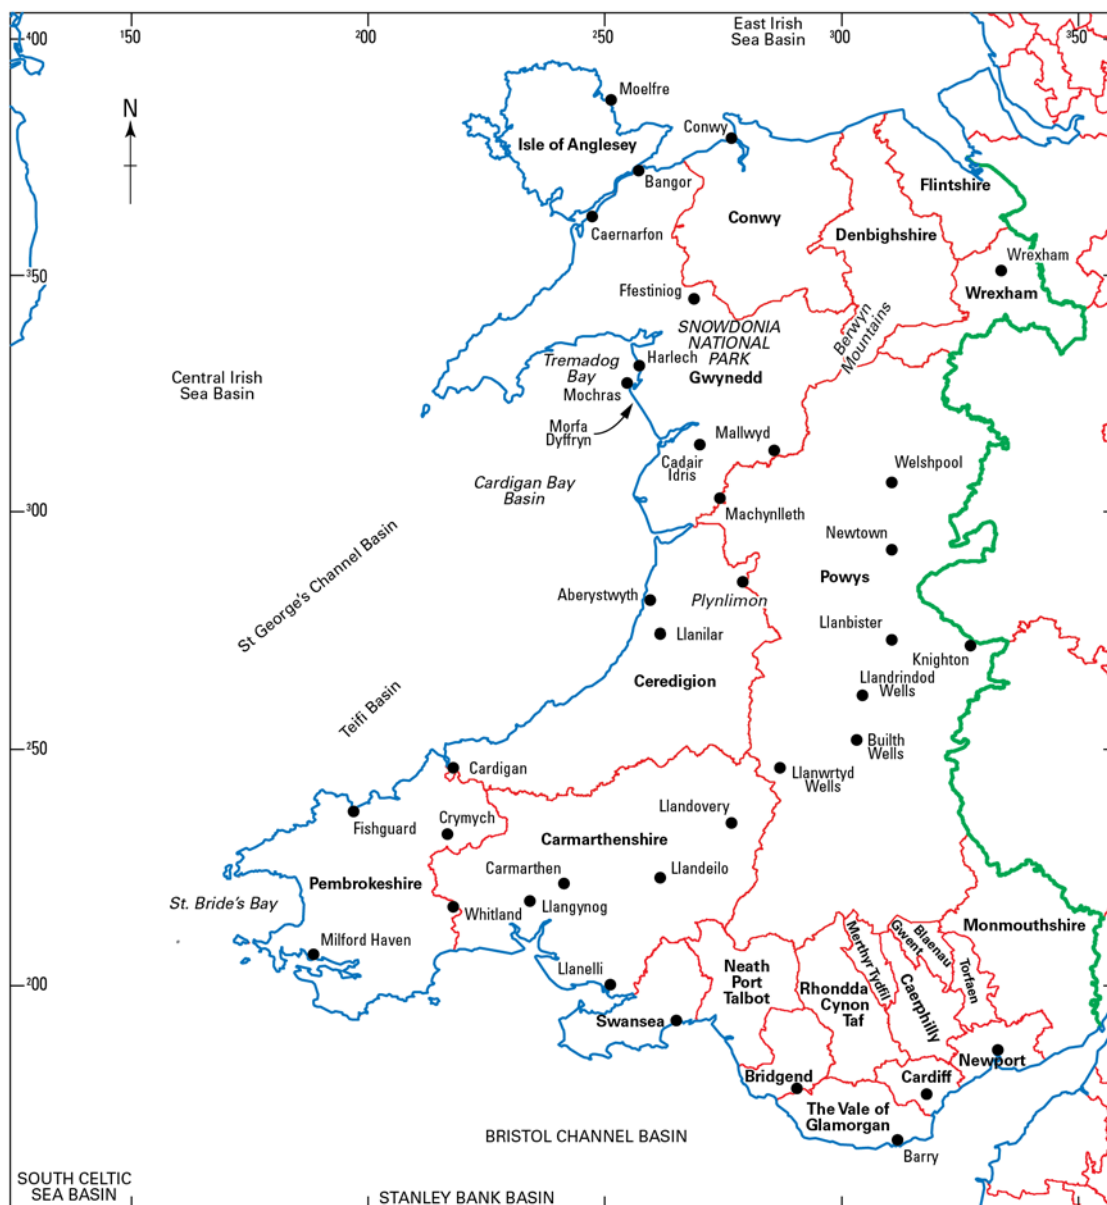 400
150
200
250
East Irish
Sea Basin
300
350
N
Moelfre
Conwy
Isle of Anglesey
Bangor
Flintshire
Conwy
Caernarfon
Denbighshire
Wrexham
350
Ffestiniog
Wrexham
SNOWDONIA
NATIONAL
PARK
Berwyn
Mountains
Tremadog
Bay
Harlech
Gwynedd
Central Irish
Sea Basin
Mochras
Morfa
Dyffryn
Mallwyd
Cadair
Idris
Welshpool
Cardigan Bay
Basin
300
Machynlleth
St George's Channel Basin
Newtown
Powys
Aberystwyth
Plynlimon
Llanbister
Llanilar
Knighton
Ceredigion
Llandrindod
Wells
Teifi Basin
250
Builth
Wells
Cardigan
Llanwrtyd
Wells
Llandovery
Fishguard
Crymych
Carmarthenshire
Carmarthen
Llandeilo
Pembrokeshire
St. Bride's Bay
Whitland
Llangynog
Monmouthshire
Milford Haven
Merthyr Tydfil
Blaenau
Gwent
Torfaen
Llanelli
Neath
Port
Talbot
200
Rhondda
Cynon
Taf
Caerphilly
Swansea
Newport
Bridgend
Cardiff
The Vale of
Glamorgan
BRISTOL CHANNEL BASIN
Barry
SOUTH CELTIC
SEA BASIN
STANLEY BANK BASIN